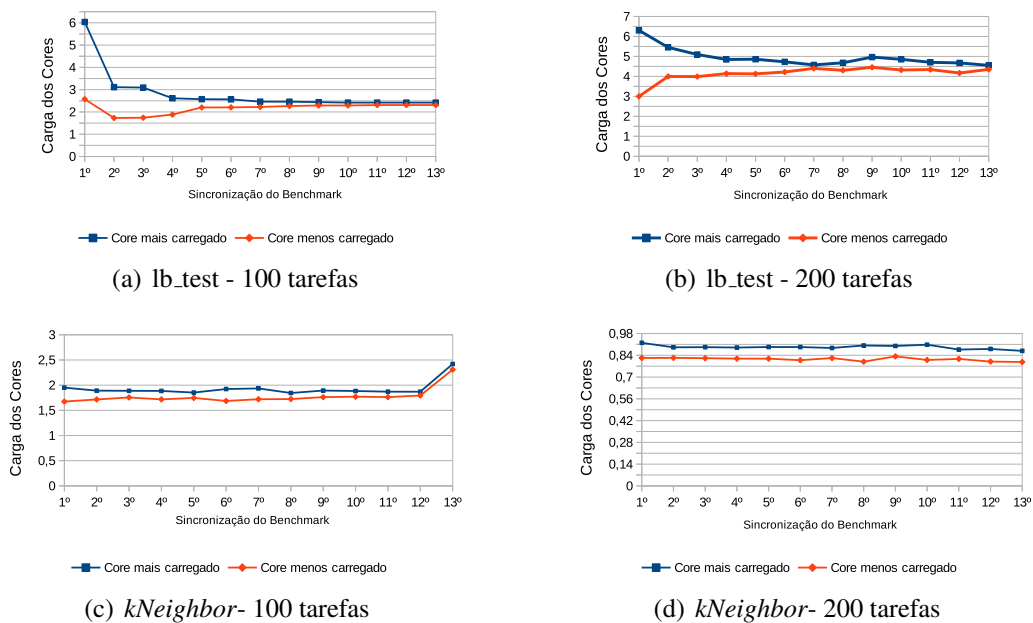 Carga dos Cores
6
5
4
3
2
1
0
1º 2º 3º 4º 5º 6º 7º 8º 9º 10º 11º 12º 13º
Sincronização do Benchmark
Core mais carregado Core menos carregado
(a) lb_test - 100 tarefas
Carga dos Cores
7
6
5
4
3
2
1
0
1º 2º 3º 4º 5º 6º 7º 8º 9º 10º 11º 12º 13º
Sincronização do Benchmark
Core mais carregado Core menos carregado
(b) lb_test - 200 tarefas
Carga dos Cores
3
2,5
2
1,5
1
0,5
0
1º 2º 3º 4º 5º 6º 7º 8º 9º 10º 11º 12º 13º
Sincronização do Benchmark
Core mais carregado Core menos carregado
(c) kNeighbor- 100 tarefas
Carga dos Cores
0,98
0,84
0,7
0,56
0,42
0,28
0,14
0
1º 2º 3º 4º 5º 6º 7º 8º 9º 10º 11º 12º 13º
Sincronização do Benchmark
Core mais carregado Core menos carregado
(d) kNeighbor- 200 tarefas